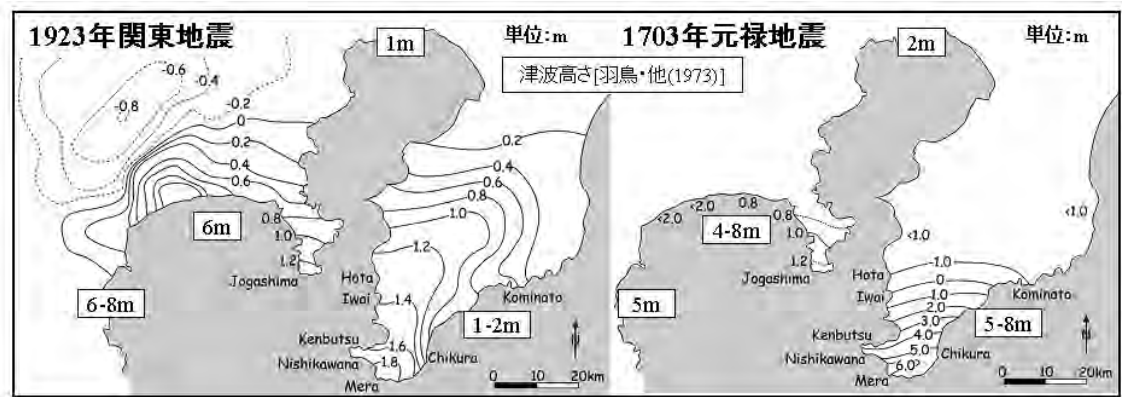 1923年関東地震
単位：m
1m
-0.6
-0.4
-0.8
-0.2
0
0.2
0.4
0.6
0.8
1.0
1.2
6m
6-8m
Jogashima
0.2
0.4
0.6
0.8
1.0
1.2
1.4
1.6
1.8
Hota
Iwai
Kominato
1-2m
Kenbutsu
Nishikawana
Chikura
Mera
N
0 10 20km
津波高さ[羽鳥・他(1973)]
1703年元禄地震
単位：m
2m
<2.0
<2.0
0.8
0.8
1.0
1.2
4-8m
Jogashima
5m
<1.0
<1.0
Hota
Iwai
-1.0
0
1.0
2.0
3.0
4.0
5.0
6.0
Kominato
5-8m
Kenbutsu
Nishikawana
Chikura
Mera
N
0 10 20km